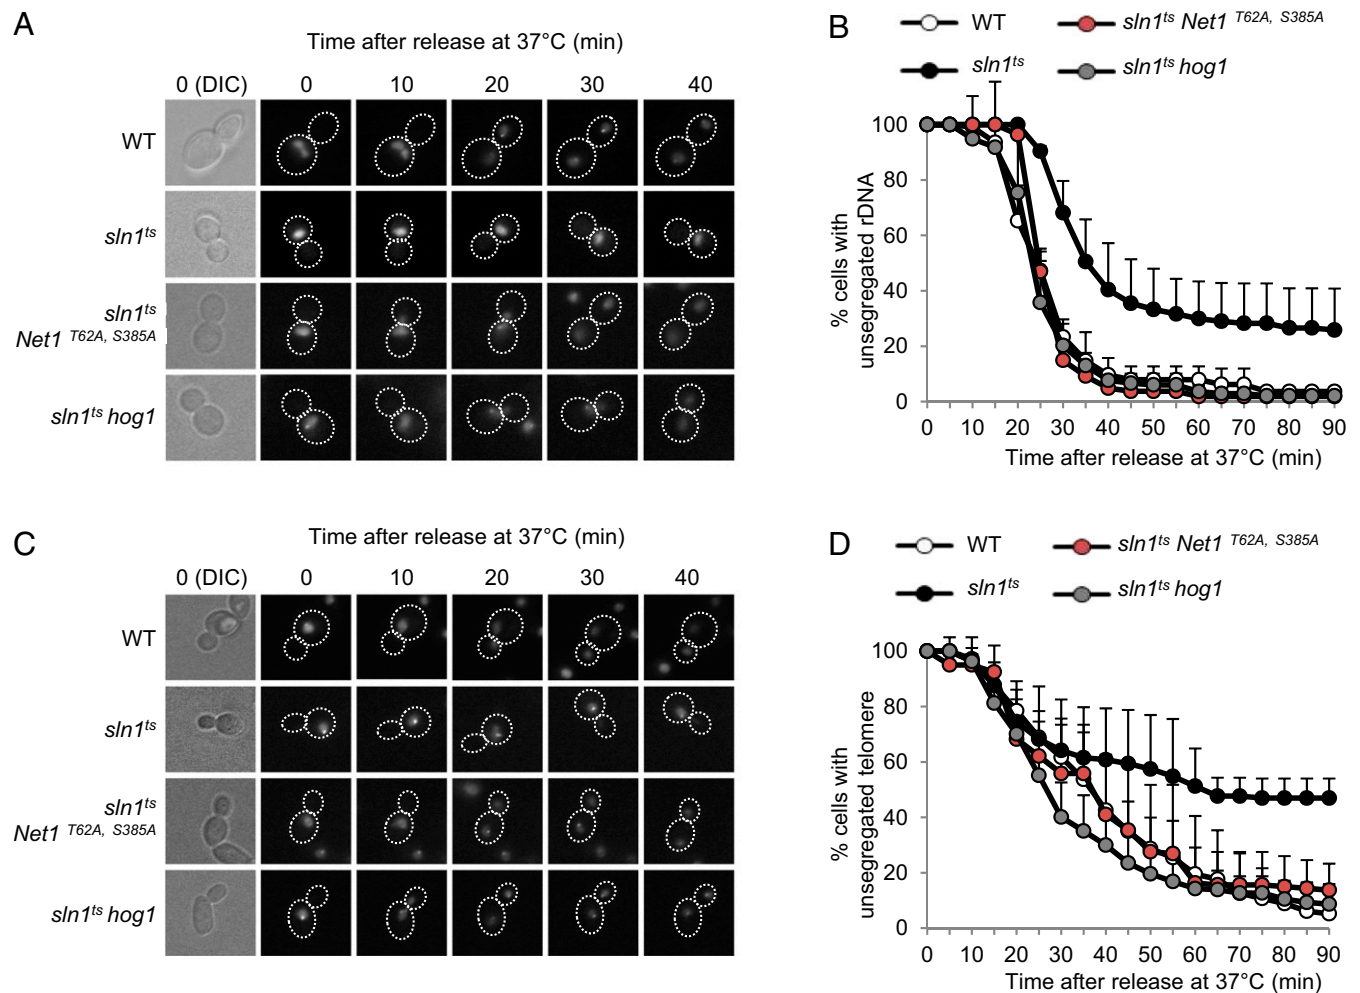 A
Time after release at 37°C (min)
0 (DIC) 0 10 20 30 40
WT
sln1ts
sln1ts
Net1 T62A, S385A
sln1ts hog1
B
WT
sln1ts Net1 T62A, S385A
sln1ts
sln1ts hog1
% cells with
unsegregated rDNA
100
80
60
40
20
0
0 10 20 30 40 50 60 70 80 90
Time after release at 37°C (min)
C
Time after release at 37°C (min)
0 (DIC) 0 10 20 30 40
WT
sln1ts
sln1ts
Net1 T62A, S385A
sln1ts hog1
D
WT
sln1ts Net1 T62A, S385A
sln1ts
sln1ts hog1
% cells with
unsegregated telomere
100
80
60
40
20
0
0 10 20 30 40 50 60 70 80 90
Time after release at 37°C (min)